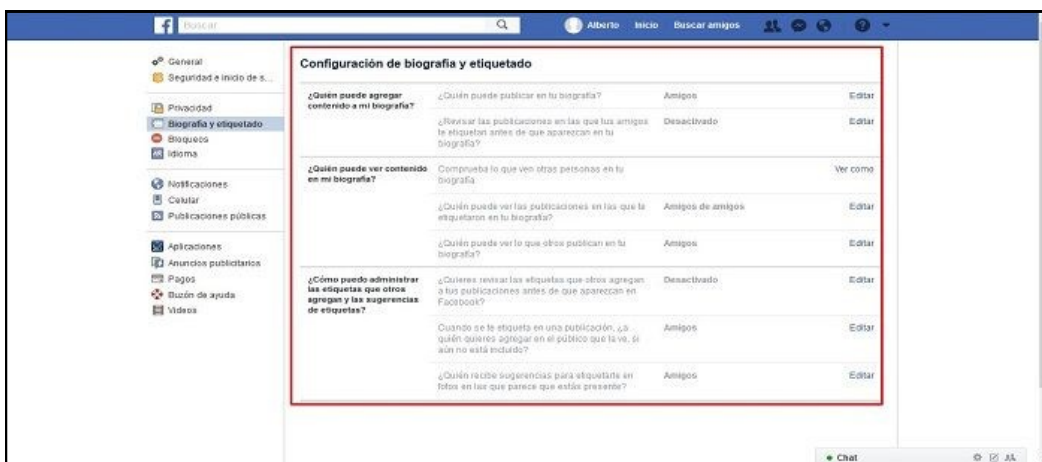 Buscar
Alberto Inicio Buscar amigos
General
Seguridad e inicio de s...
Privacidad
Biografía y etiquetado
Bloqueos
Idioma
Notificaciones
Celular
Publicaciones públicas
Aplicaciones
Anuncios publicitarios
Pagos
Buzón de ayuda
Videos
Configuración de biografía y etiquetado
¿Quién puede agregar
contenido a mi biografía?
¿Quién puede publicar en tu biografía?
Amigos
Editar
¿Revisar las publicaciones en las que tus amigos
te etiquetan antes de que aparezcan en tu
biografía?
Desactivado
Editar
¿Quién puede ver contenido
en mi biografía?
Comprueba lo que ven otras personas en tu
biografía
Ver como
¿Quién puede ver las publicaciones en las que te
etiquetaron en tu biografía?
Amigos de amigos
Editar
¿Quién puede ver lo que otros publican en tu
biografía?
Amigos
Editar
¿Cómo puedo administrar
las etiquetas que otros
agregan y las sugerencias
de etiquetas?
¿Quieres revisar las etiquetas que otros agregan
a tus publicaciones antes de que aparezcan en
Facebook?
Desactivado
Editar
Cuando se te etiqueta en una publicación, ¿a
quién quieres agregar en el público que la ve, si
aún no está incluido?
Amigos
Editar
¿Quién recibe sugerencias para etiquetarte en
fotos en las que parece que estás presente?
Amigos
Editar
Chat